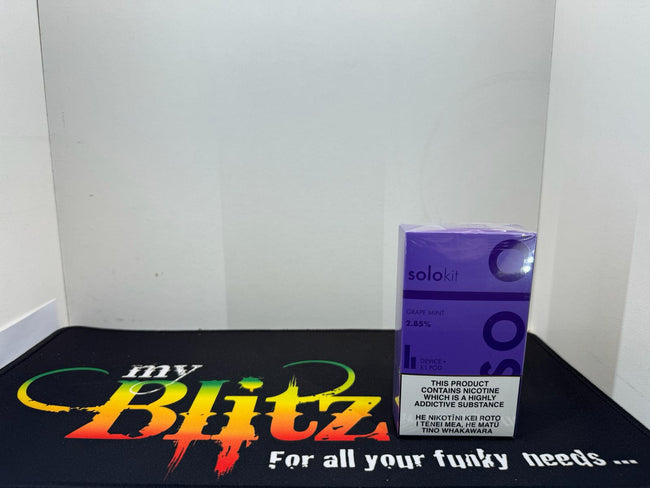 solokit
GRAPE MINT
2.85%
solo
DEVICE+
x1 POD
THIS PRODUCT
CONTAINS NICOTINE
WHICH IS A HIGHLY
ADDICTIVE SUBSTANCE
HE NIKOTĪNI KEI ROTO
I TENEI MEA, HE MATŪ
TINO WHAKAWARA
my
Blitz
For all your funky needs ...